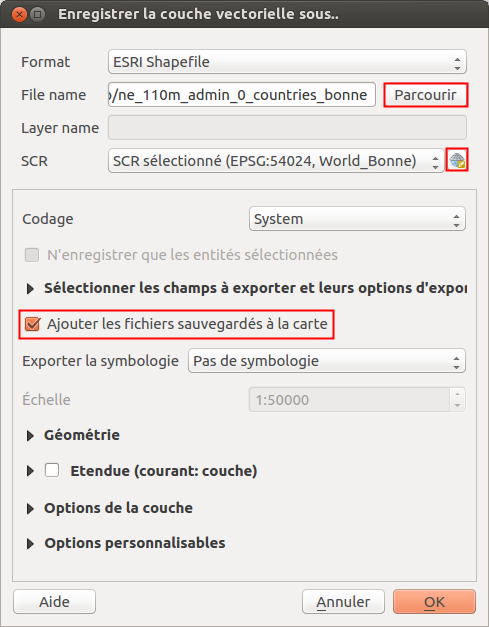 Enregistrer la couche vectorielle sous..
Format ESRI Shapefile
File name /ne_110m_admin_0_countries_bonne Parcourir
Layer name
SCR SCR sélectionné (EPSG:54024, World_Bonne)
Codage System
N'enregistrer que les entités sélectionnées
Sélectionner les champs à exporter et leurs options d'expor
Ajouter les fichiers sauvegardés à la carte
Exporter la symbologie Pas de symbologie
Échelle 1:50000
Géométrie
Etendue (courant: couche)
Options de la couche
Options personnalisables
Aide Annuler OK